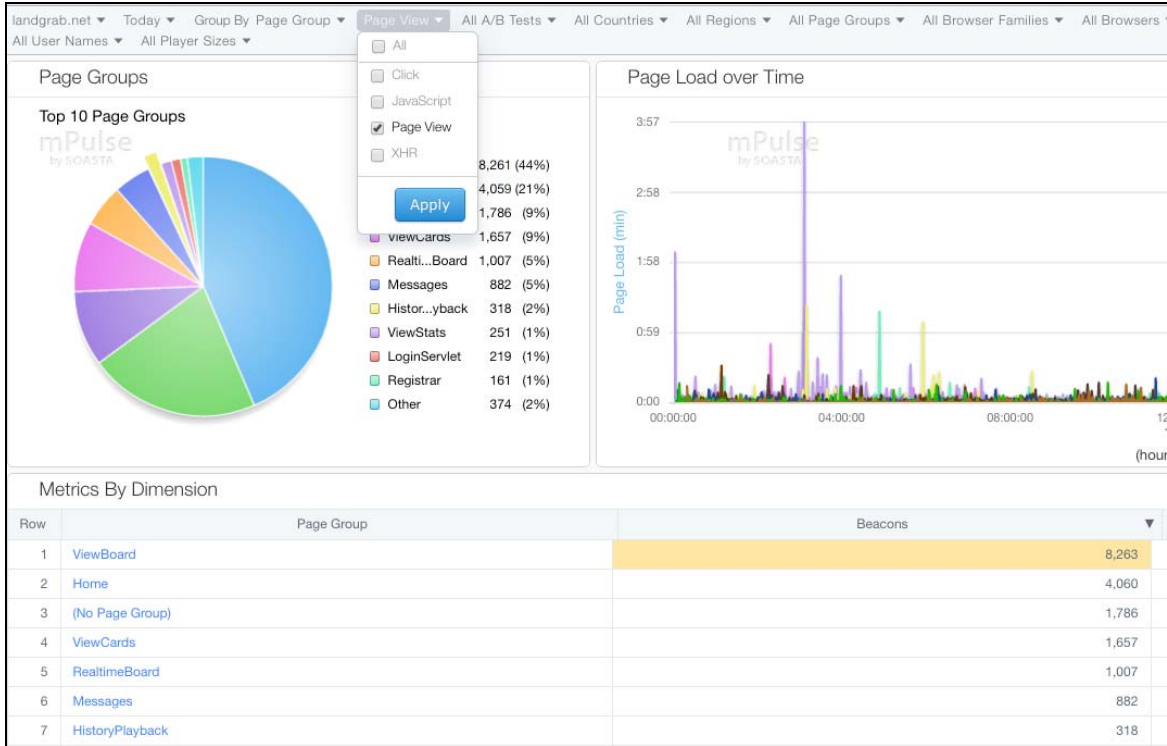 landgrab.net ▼ Today ▼ Group By Page Group ▼ Page View ▼ All A/B Tests ▼ All Countries ▼ All Regions ▼ All Page Groups ▼ All Browser Families ▼ All Browsers
All User Names ▼ All Player Sizes ▼
All
Click
JavaScript
Page View
XHR
Apply
Page Groups
Top 10 Page Groups
mPulse
by SOASTA
8,261 (44%)
4,059 (21%)
1,786 (9%)
ViewCards 1,657 (9%)
Realti...Board 1,007 (5%)
Messages 882 (5%)
Histor...yback 318 (2%)
ViewStats 251 (1%)
LoginServlet 219 (1%)
Registrar 161 (1%)
Other 374 (2%)
Page Load over Time
mPulse
by SOASTA
Page Load (min)
3:57
2:58
1:58
0:59
0:00
00:00:00 04:00:00 08:00:00 12
(hour
Metrics By Dimension
Row Page Group Beacons ▼
1 ViewBoard 8,263
2 Home 4,060
3 (No Page Group) 1,786
4 ViewCards 1,657
5 RealtimeBoard 1,007
6 Messages 882
7 HistoryPlayback 318